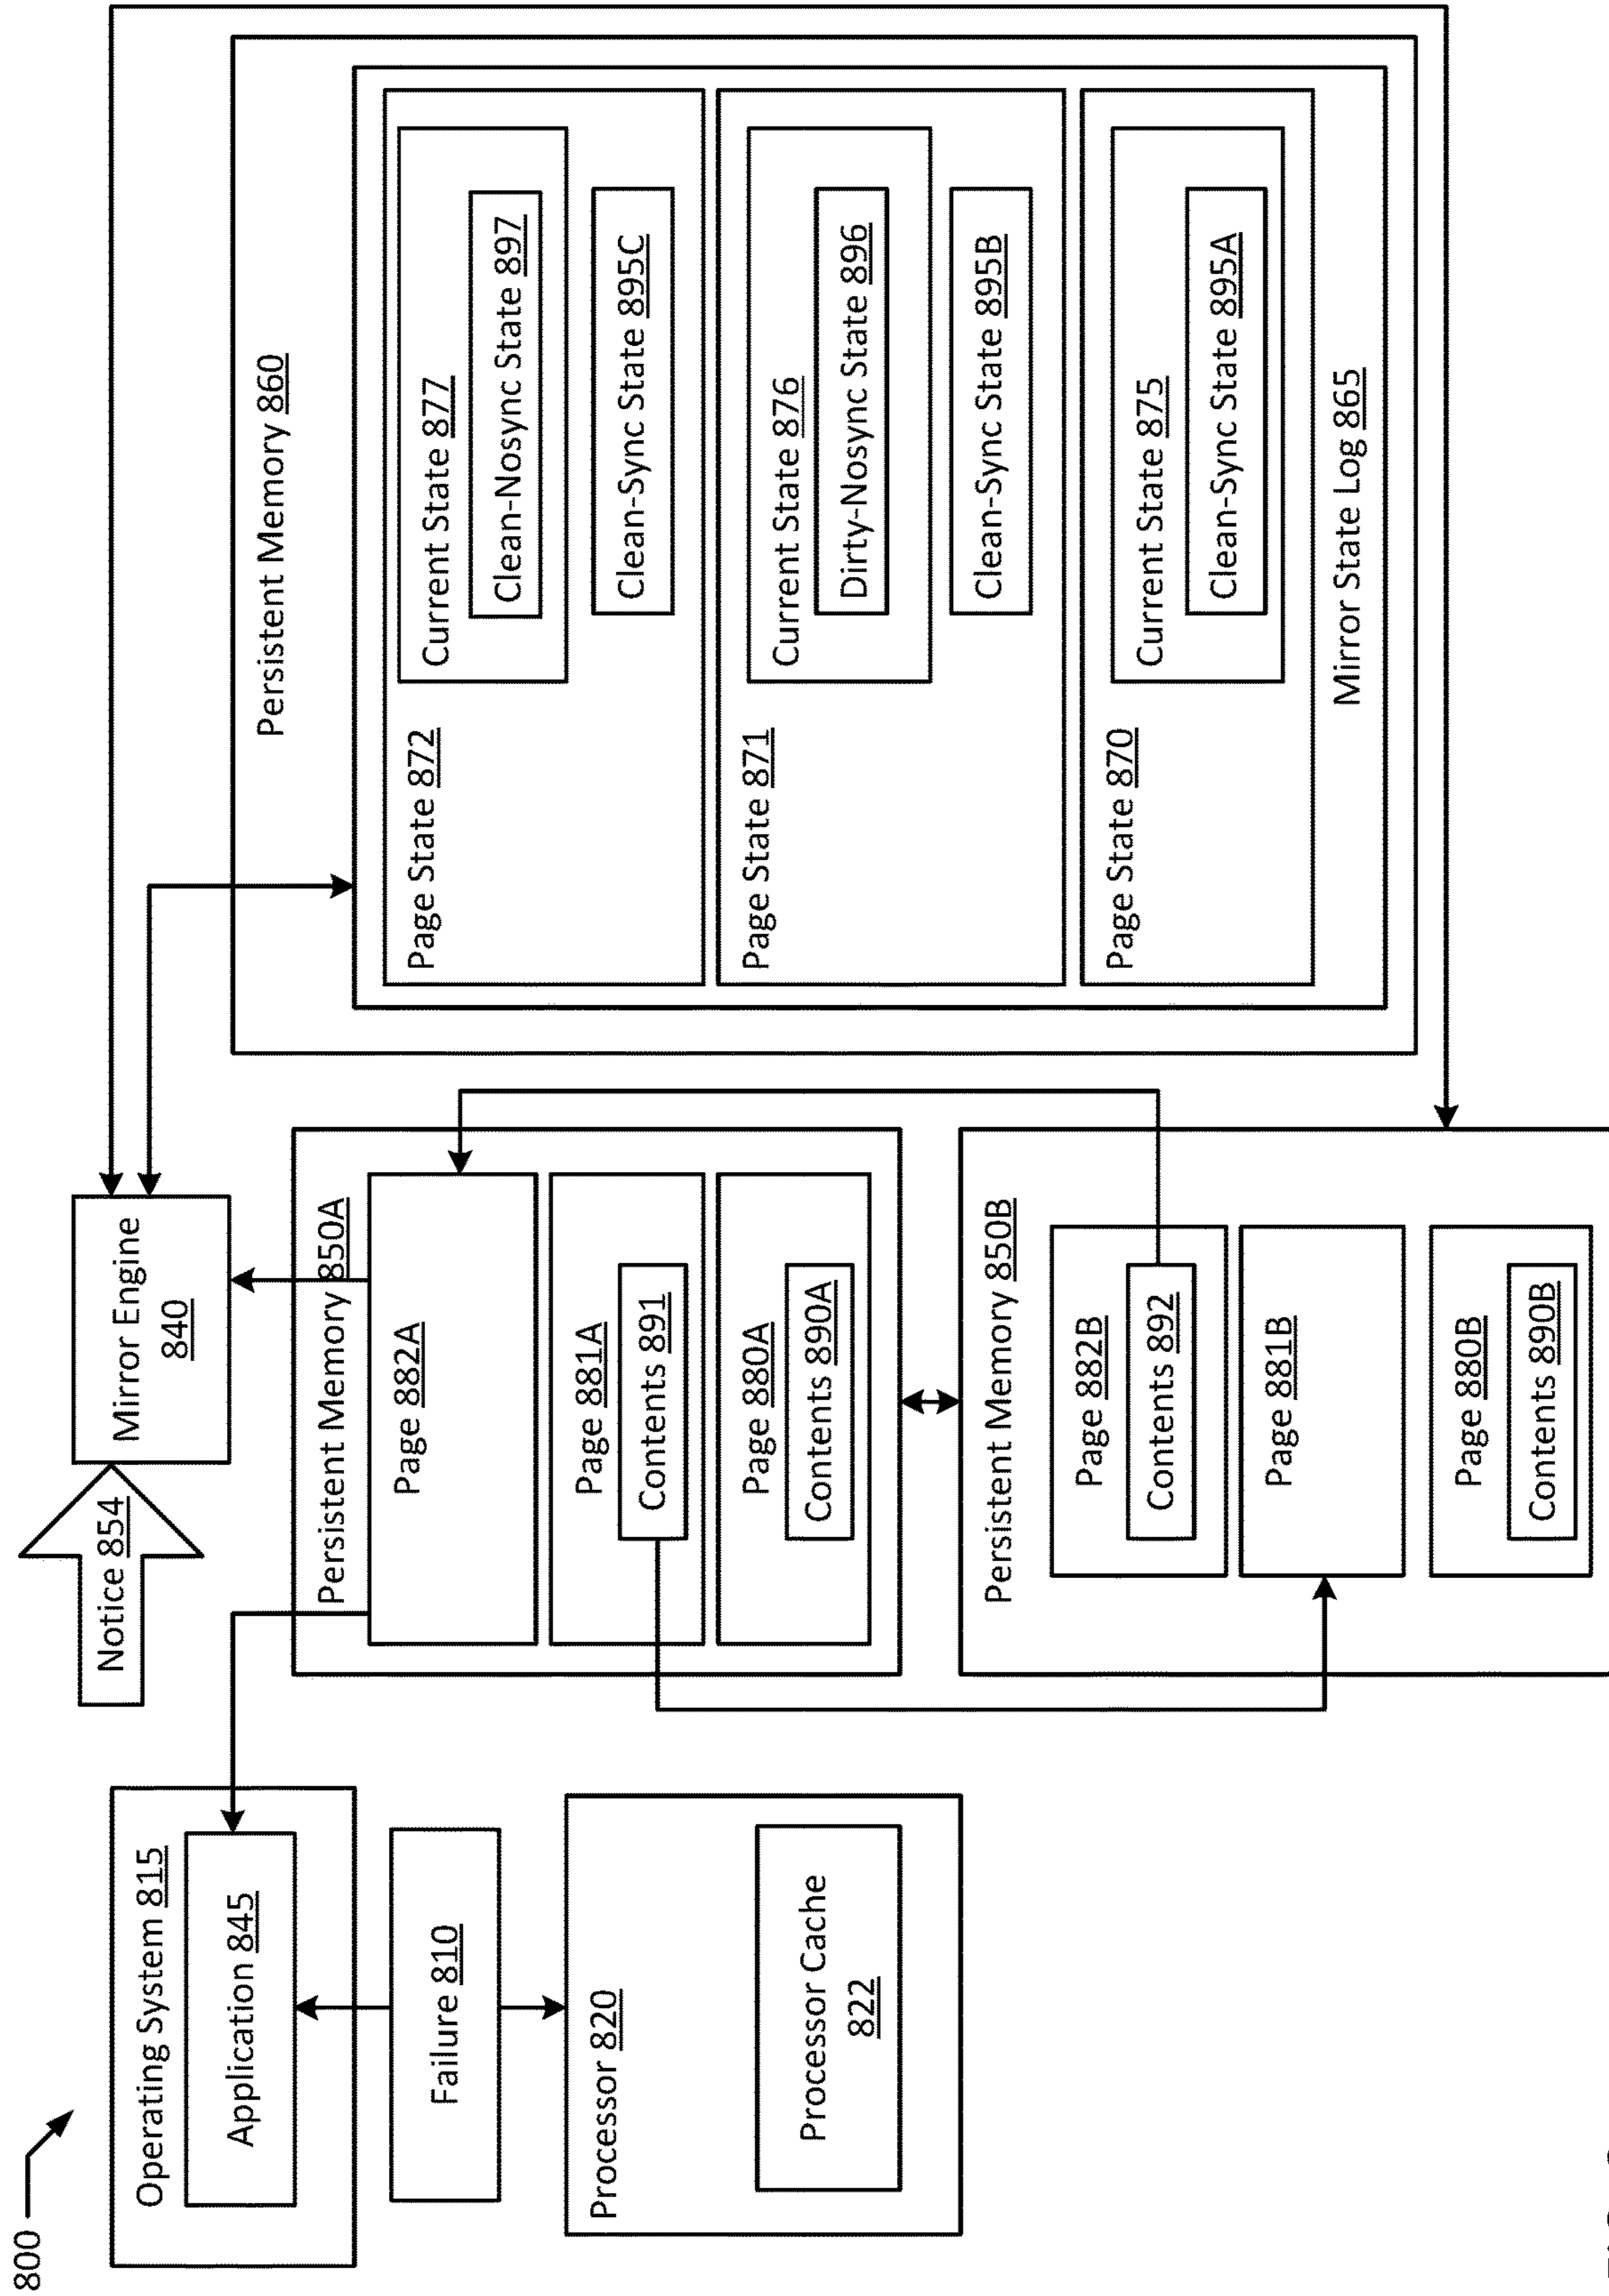 800
Operating System 815
Application 845
Failure 810
Processor 820
Processor Cache
822
Notice 854
Mirror Engine
840
Persistent Memory 850A
Page 882A
Page 881A
Contents 891
Page 880A
Contents 890A
Persistent Memory 850B
Page 882B
Contents 892
Page 881B
Page 880B
Contents 890B
Persistent Memory 860
Page State 872
Current State 877
Clean-Nosync State 897
Clean-Sync State 895C
Page State 871
Current State 876
Dirty-Nosync State 896
Clean-Sync State 895B
Page State 870
Current State 875
Clean-Sync State 895A
Mirror State Log 865